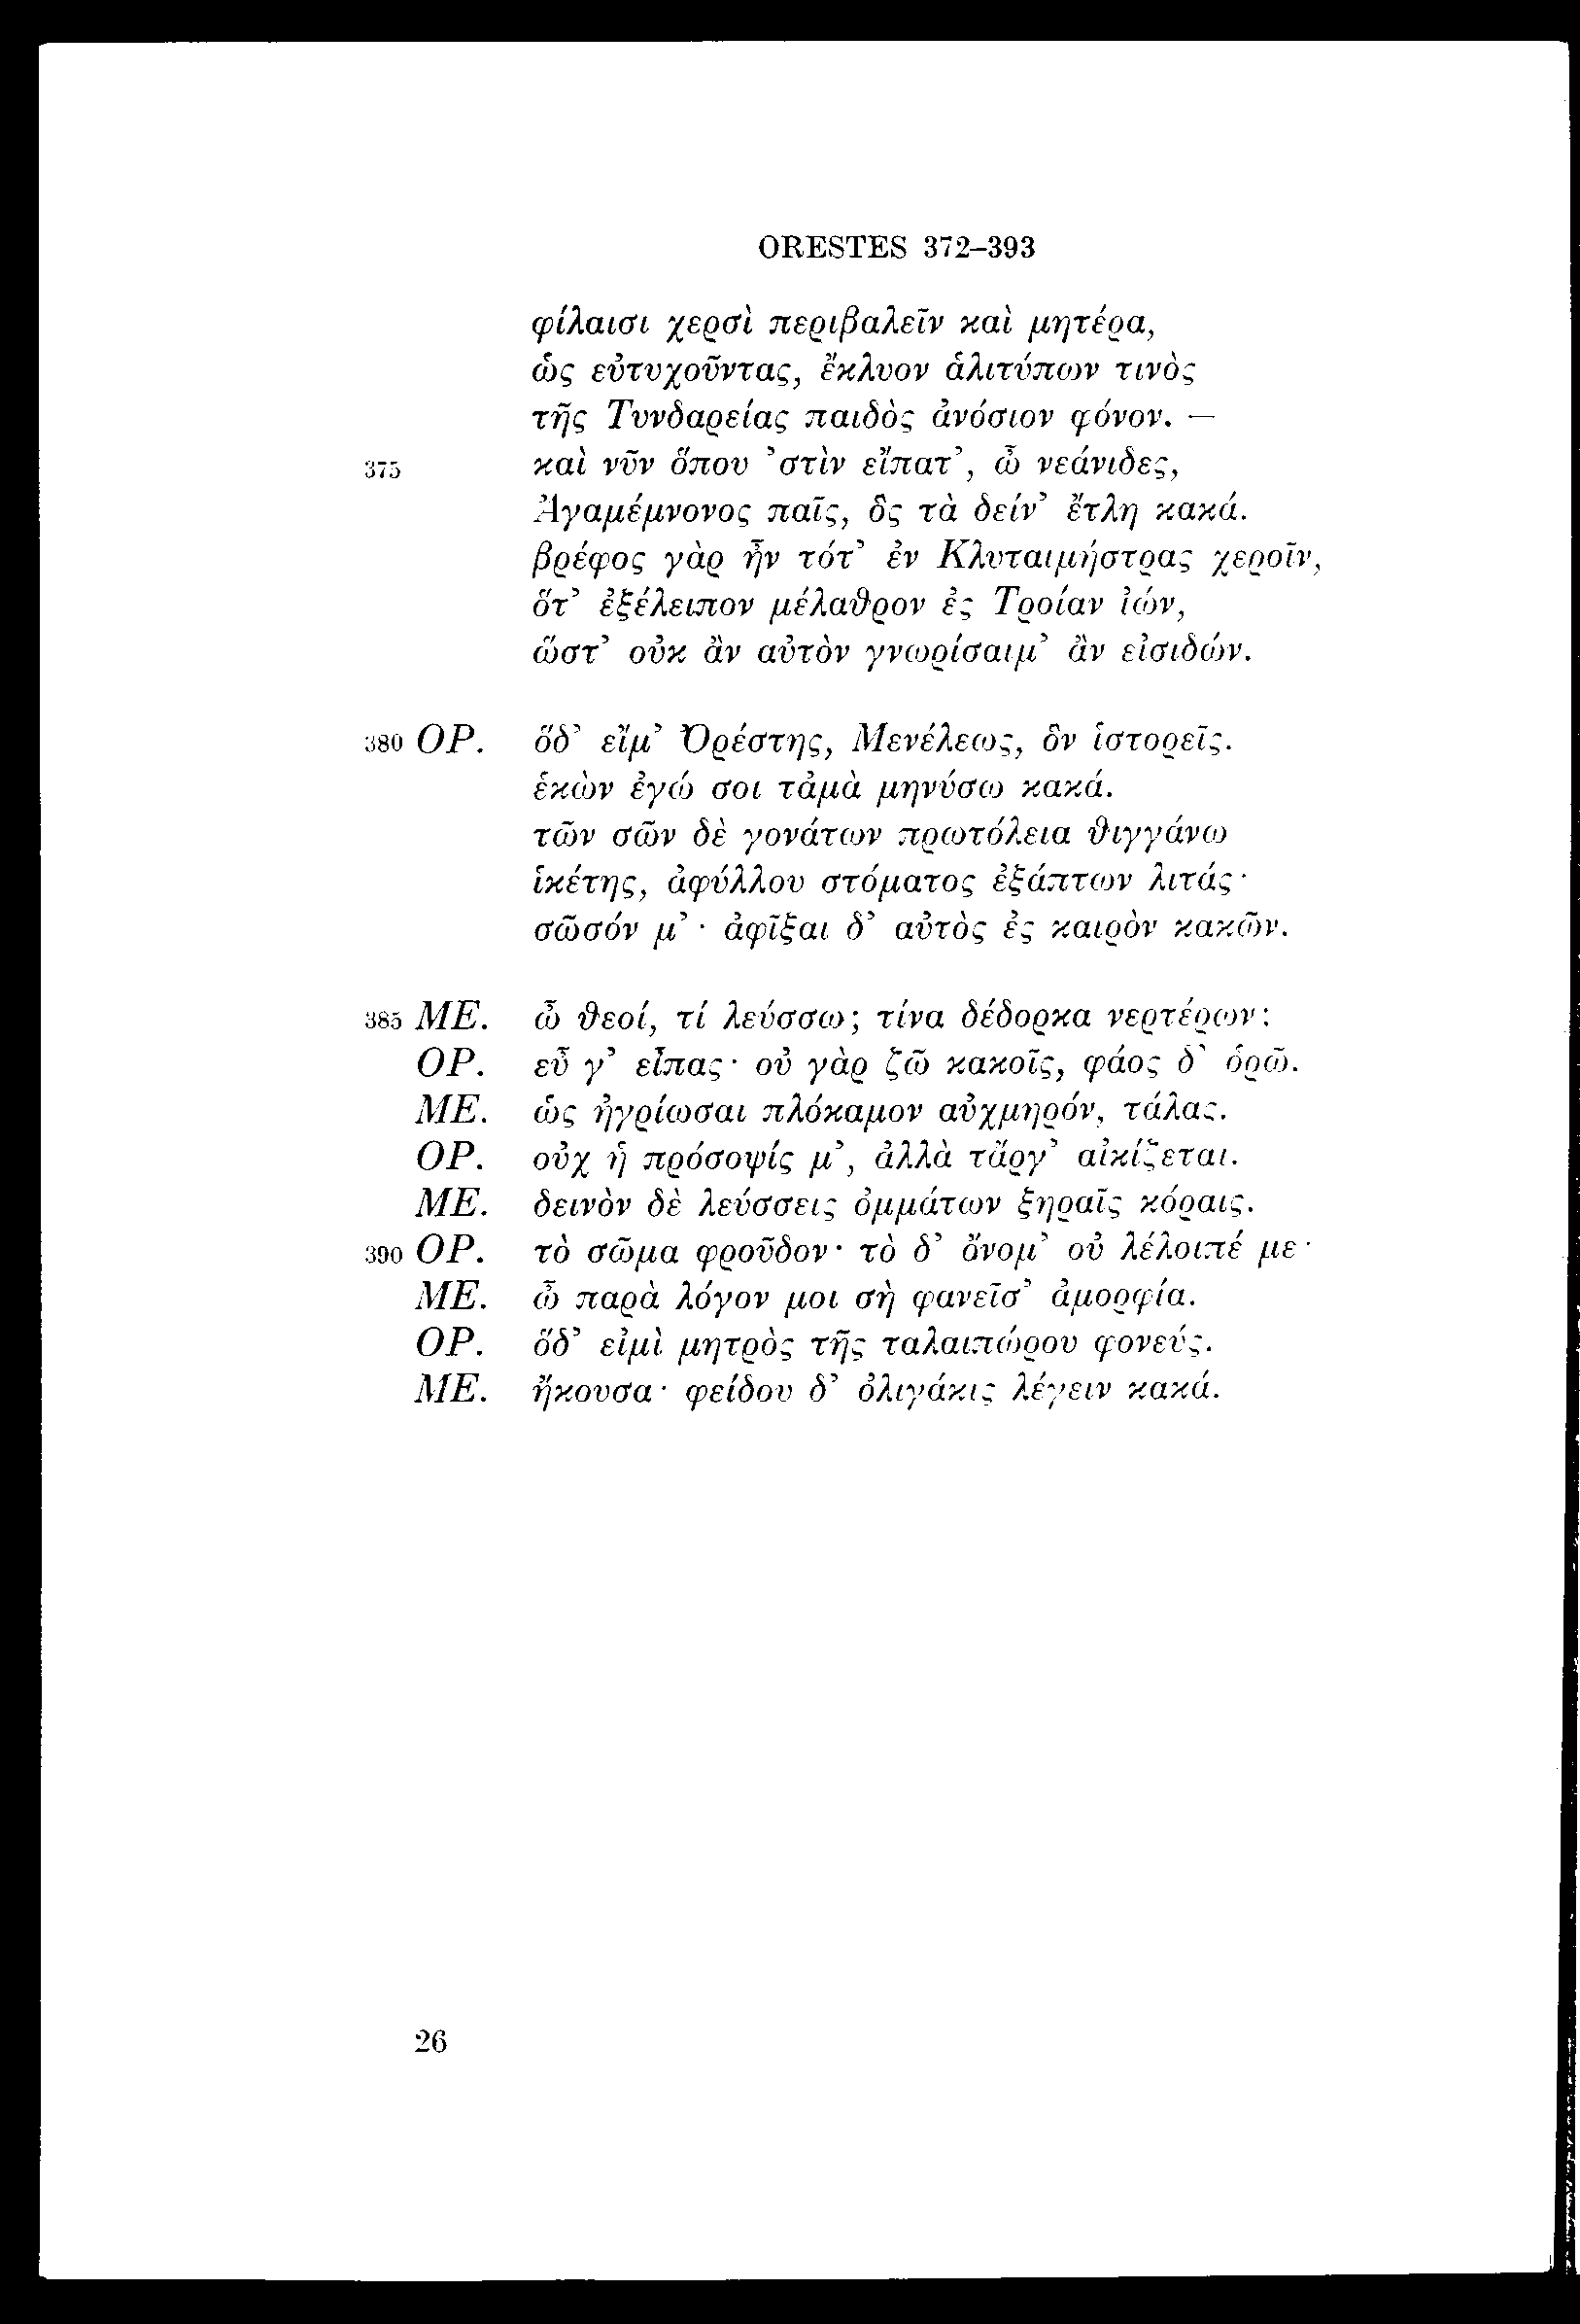 ORESTES 372–393
φίλαισι χερσὶ περιβαλεῖν καὶ μητέρα,
ὡς εὐτυχοῦντας, ἔκλυον ἁλιτύπων τινὸς
τῆς Τυνδαρείας παιδὸς ἀνόσιον φόνον. —
375 καὶ νῦν ὅπου ’στὶν εἴπατ’, ὦ νεάνιδες,
Ἀγαμέμνονος παῖς, ὃς τὰ δείν’ ἔτλη κακά.
βρέφος γὰρ ἦν τότ’ ἐν Κλυταιμήστρας χεροῖν,
ὅτ’ ἐξέλειπον μέλαθρον ἐς Τροίαν ἰών,
ὥστ’ οὐκ ἂν αὐτὸν γνωρίσαιμ’ ἂν εἰσιδών.
380 ΟΡ. ὅδ’ εἴμ’ Ὀρέστης, Μενέλεως, ὃν ἱστορεῖς.
ἑκὼν ἐγώ σοι τἀμὰ μηνύσω κακά.
τῶν σῶν δὲ γονάτων πρωτόλεια θιγγάνω
ἱκέτης, ἀφύλλου στόματος ἐξάπτων λιτάς·
σῶσόν μ’ · ἀφῖξαι δ’ αὐτὸς ἐς καιρὸν κακῶν.
385 ΜΕ. ὦ θεοί, τί λεύσσω; τίνα δέδορκα νερτέρων;
ΟΡ. εὖ γ’ εἶπας· οὐ γὰρ ζῶ κακοῖς, φάος δ’ ὁρῶ.
ΜΕ. ὡς ἠγρίωσαι πλόκαμον αὐχμηρόν, τάλας.
ΟΡ. οὐχ ἡ πρόσοψίς μ’, ἀλλὰ τἄργ’ αἰκίζεται.
ΜΕ. δεινὸν δὲ λεύσσεις ὀμμάτων ξηραῖς κόραις.
390 ΟΡ. τὸ σῶμα φροῦδον· τὸ δ’ ὄνομ’ οὐ λέλοιπέ με·
ΜΕ. ὦ παρὰ λόγον μοι σὴ φανεῖσ’ ἀμορφία.
ΟΡ. ὅδ’ εἰμὶ μητρὸς τῆς ταλαιπώρου φονεύς.
ΜΕ. ἤκουσα· φείδου δ’ ὀλιγάκις λέγειν κακά.
26